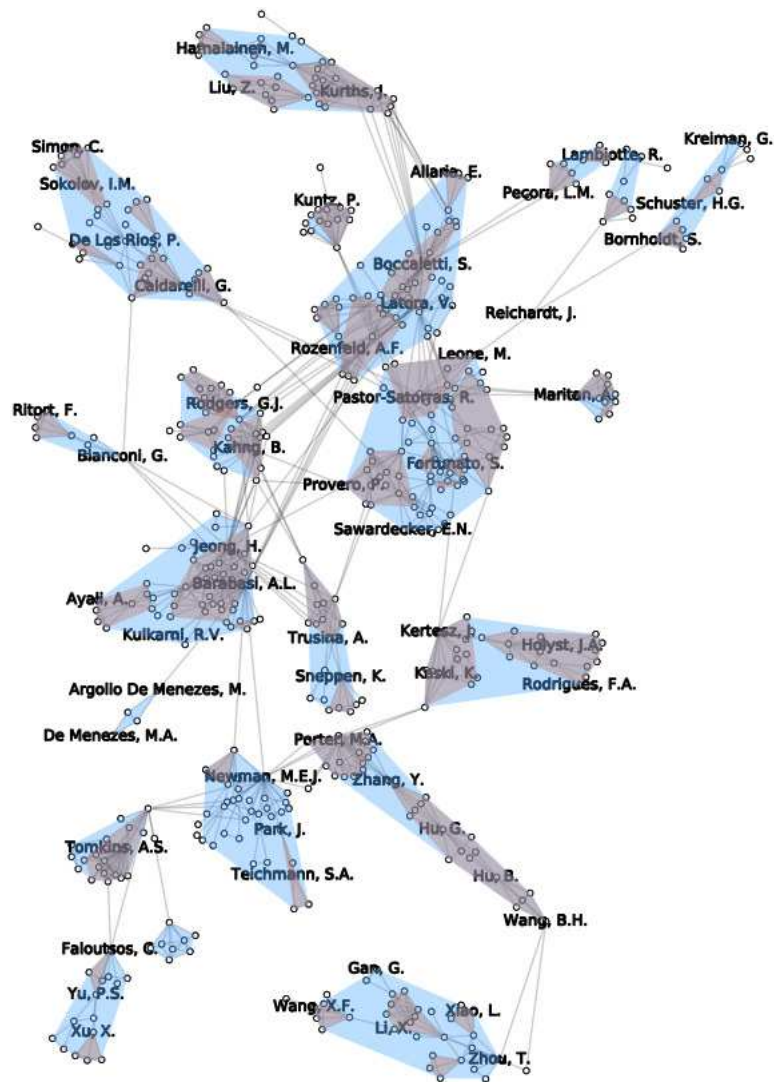 Hamalainen, M.
Liu, Z.
Kurths, J.
Kreiman, G.
Simon, C.
Lambiotte, R.
Allaria, E.
Sokolov, I.M.
Kuntz, P.
Pecora, L.M.
Schuster, H.G.
De Los Rios, P.
Bornholdt, S.
Boccaletti, S.
Caldarelli, G.
Latora, V.
Reichardt, J.
Rozenfeld, A.F.
Leone, M.
Pastor-Satorras, R.
Mariton, A.
Rodgers, G.J.
Ritort, F.
Kahng, B.
Bianconi, G.
Fortunato, S.
Provero, P.
Sawardecker, E.N.
Jeong, H.
Barabasi, A.L.
Ayali, A.
Kulkarni, R.V.
Trusina, A.
Kertesz, J.
Holyst, J.A.
Sneppen, K.
Kaski, K.
Rodrigues, F.A.
Argollo De Menezes, M.
De Menezes, M.A.
Porter, M.A.
Newman, M.E.J.
Zhang, Y.
Park, J.
Hu, G.
Tomkins, A.S.
Teichmann, S.A.
Hu, B.
Wang, B.H.
Faloutsos, C.
Gan, G.
Yu, P.S.
Wang, X.F.
Xiao, L.
Xu, X.
Li, X.
Zhou, T.